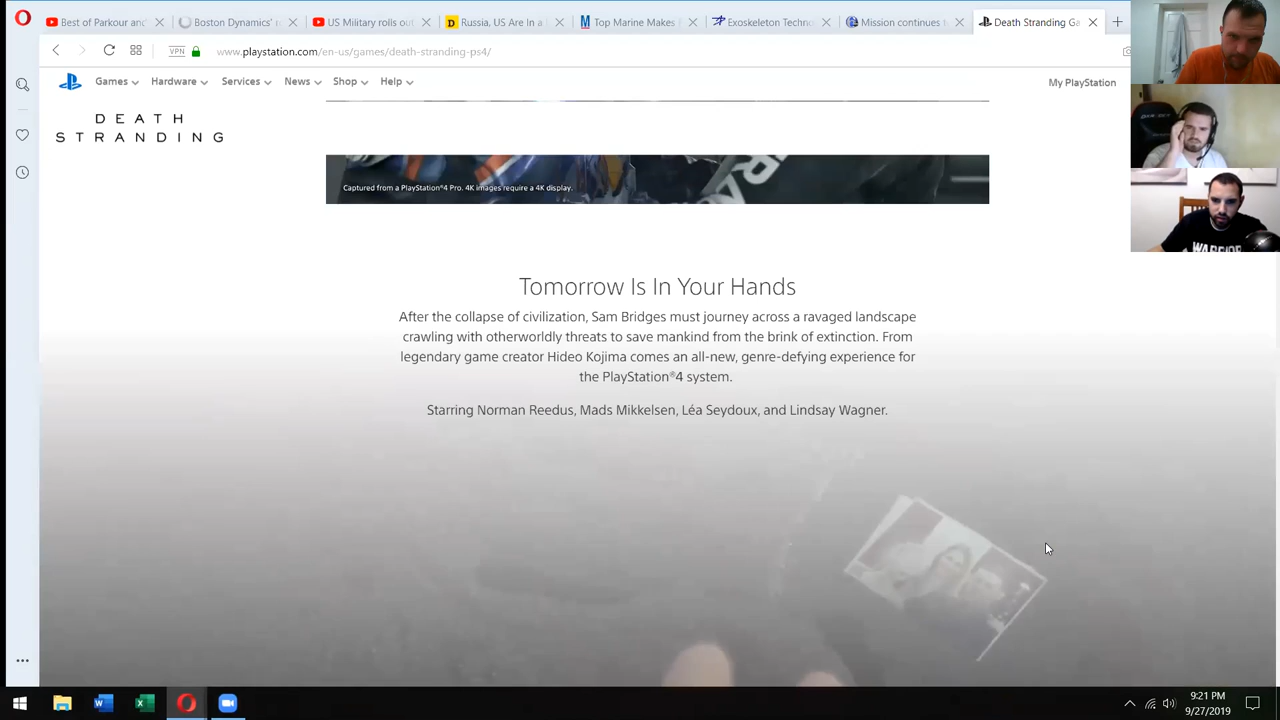 Best of Parkour and
Boston Dynamics' r
US Military rolls out
Russia, US Are In a
Top Marine Makes
Exoskeleton Techn
Mission continues
Death Stranding Ga
VPN
www.playstation.com/en-us/games/death-stranding-ps4/
Games
Hardware
Services
News
Shop
Help
My PlayStation
DEATH
STRANDING
Captured from a PlayStation®4 Pro. 4K images require a 4K display.
Tomorrow Is In Your Hands
After the collapse of civilization, Sam Bridges must journey across a ravaged landscape
crawling with otherworldly threats to save mankind from the brink of extinction. From
legendary game creator Hideo Kojima comes an all-new, genre-defying experience for
the PlayStation®4 system.
Starring Norman Reedus, Mads Mikkelsen, Léa Seydoux, and Lindsay Wagner.
9:21 PM
9/27/2019